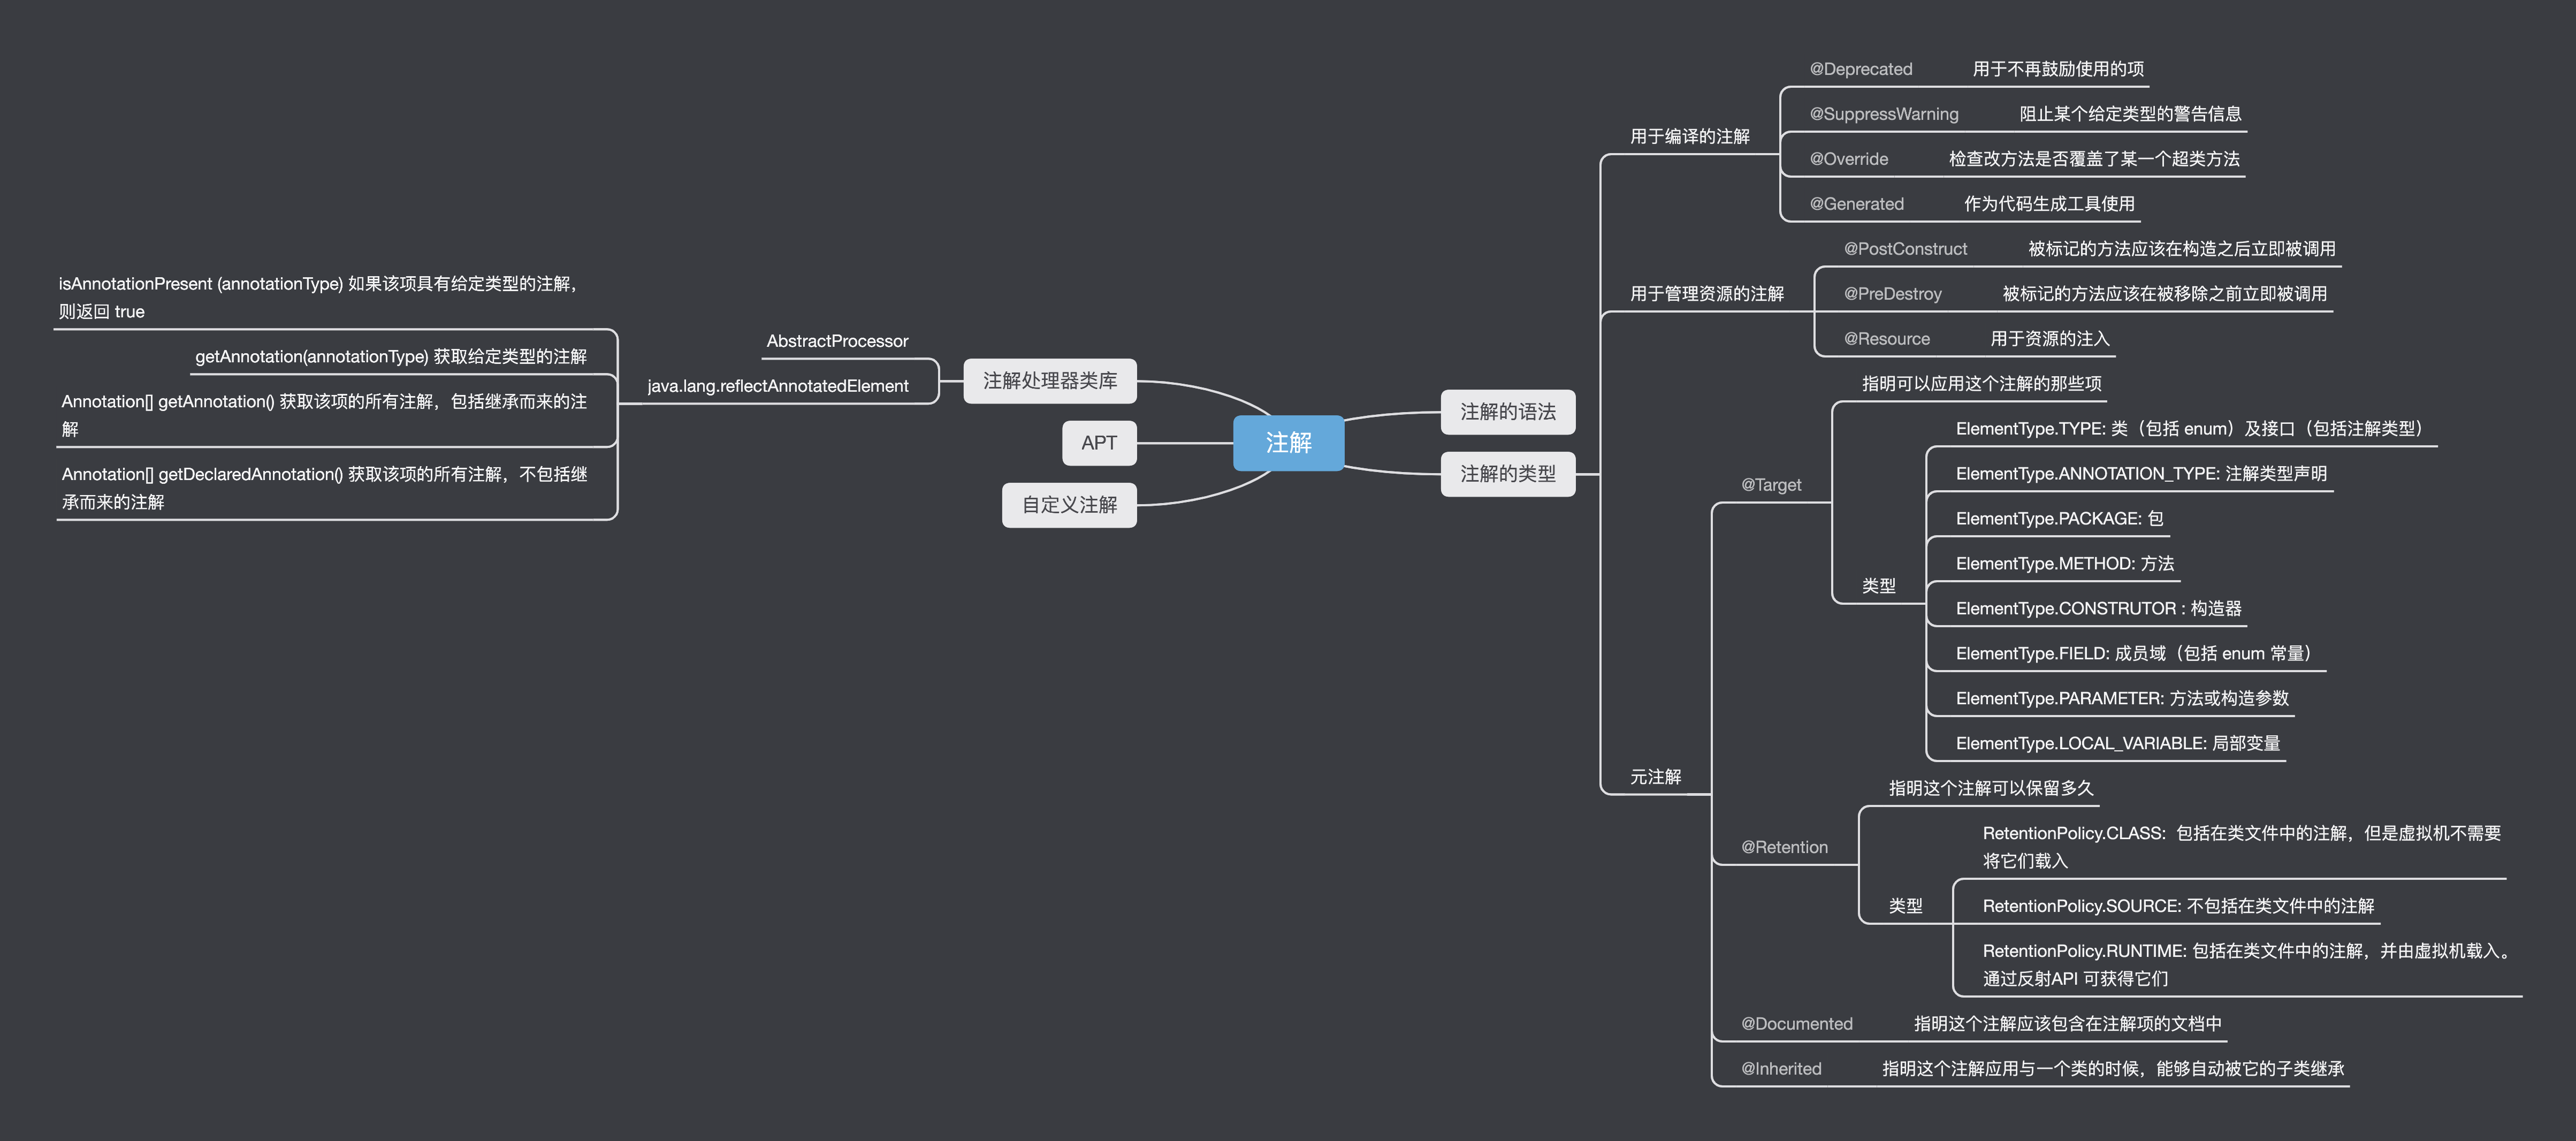 注解
注解的语法
注解的类型
用于编译的注解
@Deprecated
用于不再鼓励使用的项
@SuppressWarning
阻止某个给定类型的警告信息
@Override
检查改方法是否覆盖了某一个超类方法
@Generated
作为代码生成工具使用
用于管理资源的注解
@PostConstruct
被标记的方法应该在构造之后立即被调用
@PreDestroy
被标记的方法应该在被移除之前立即被调用
@Resource
用于资源的注入
元注解
@Target
指明可以应用这个注解的那些项
类型
ElementType.TYPE: 类（包括 enum）及接口（包括注解类型）
ElementType.ANNOTATION_TYPE: 注解类型声明
ElementType.PACKAGE: 包
ElementType.METHOD: 方法
ElementType.CONSTRUTOR : 构造器
ElementType.FIELD: 成员域（包括 enum 常量）
ElementType.PARAMETER: 方法或构造参数
ElementType.LOCAL_VARIABLE: 局部变量
@Retention
指明这个注解可以保留多久
类型
RetentionPolicy.CLASS: 包括在类文件中的注解，但是虚拟机不需要
将它们载入
RetentionPolicy.SOURCE: 不包括在类文件中的注解
RetentionPolicy.RUNTIME: 包括在类文件中的注解，并由虚拟机载入。
通过反射API 可获得它们
@Documented
指明这个注解应该包含在注解项的文档中
@Inherited
指明这个注解应用与一个类的时候，能够自动被它的子类继承
注解处理器类库
AbstractProcessor
java.lang.reflectAnnotatedElement
isAnnotationPresent (annotationType) 如果该项具有给定类型的注解，
则返回 true
getAnnotation(annotationType) 获取给定类型的注解
Annotation[] getAnnotation() 获取该项的所有注解，包括继承而来的注
解
Annotation[] getDeclaredAnnotation() 获取该项的所有注解，不包括继
承而来的注解
APT
自定义注解